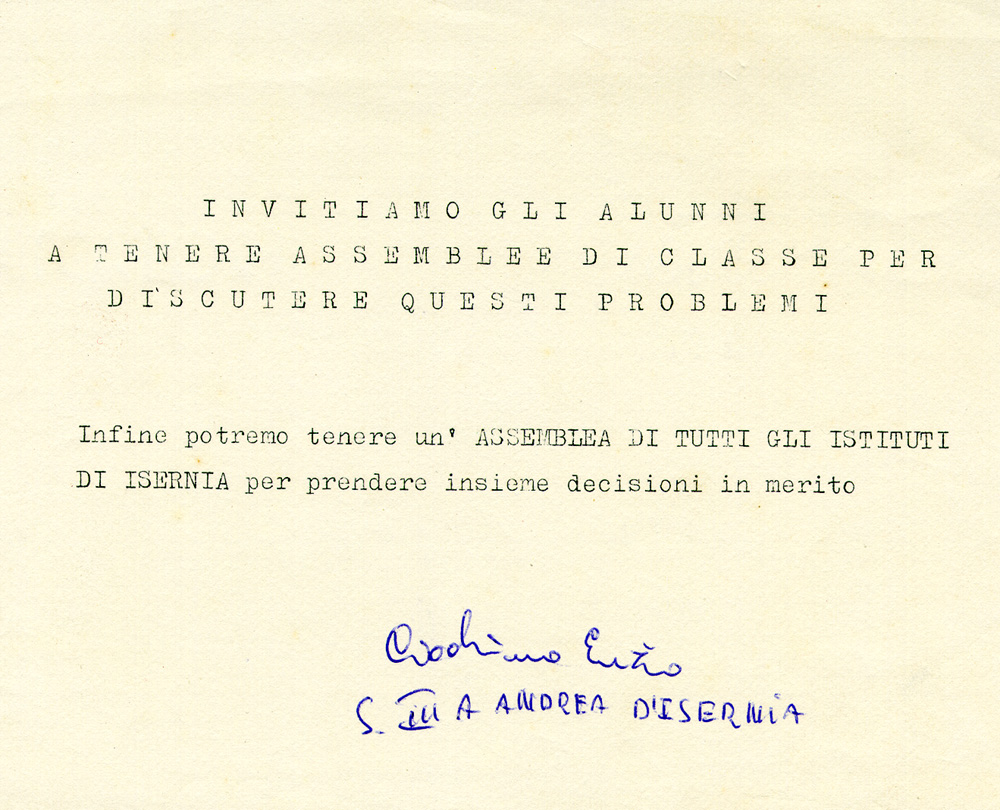 INVITIAMO GLI ALUNNI
A TENERE ASSEMBLEE DI CLASSE PER
DISCUTERE QUESTI PROBLEMI
Infine potremo tenere un' ASSEMBLEA DI TUTTI GLI ISTITUTI
DI ISERNIA per prendere insieme decisioni in merito
S. III A ANDREA D'ISERNIA